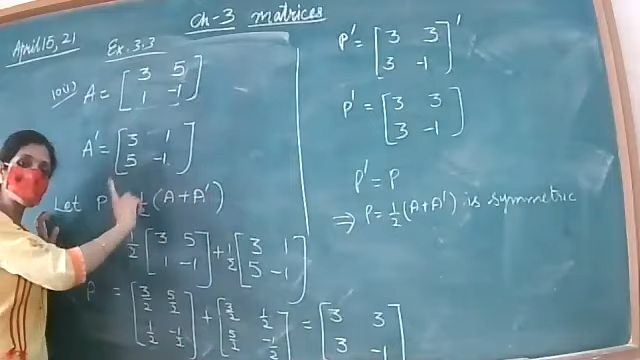 Ch-3 matrices
April 15, 21
Ex. 3.3
10(i) A = [3 5; 1 -1]
A' = [3 1; 5 -1]
Let P = 1/2 (A+A')
1/2 [3 5; 1 -1] + 1/2 [3 1; 5 -1]
P = [3/2 5/2; 1/2 -1/2] + [3/2 1/2; 5/2 -1/2] = [3 3; 3 -1]
P' = [3 3; 3 -1]'
P' = [3 3; 3 -1]
P' = P
⇒ P = 1/2 (A+A') is symmetric